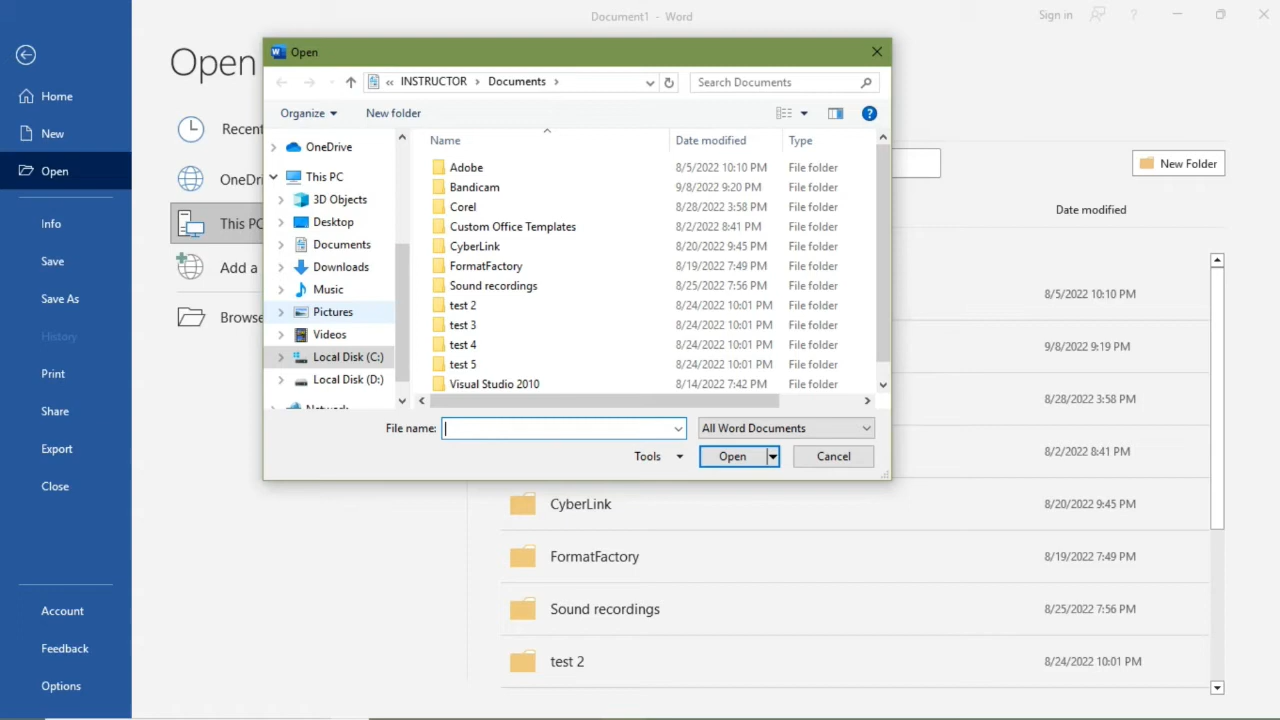 Document1 - Word
Sign in
?
Open
Home
New
Open
Info
Save
Save As
History
Print
Share
Export
Close
Account
Feedback
Options
Recent
OneDri
This PC
Add a
Browse
Open
« INSTRUCTOR › Documents ›
Search Documents
Organize
New folder
?
OneDrive
This PC
3D Objects
Desktop
Documents
Downloads
Music
Pictures
Videos
Local Disk (C:)
Local Disk (D:)
Network
Name Date modified Type
Adobe 8/5/2022 10:10 PM File folder
Bandicam 9/8/2022 9:20 PM File folder
Corel 8/28/2022 3:58 PM File folder
Custom Office Templates 8/2/2022 8:41 PM File folder
CyberLink 8/20/2022 9:45 PM File folder
FormatFactory 8/19/2022 7:49 PM File folder
Sound recordings 8/25/2022 7:56 PM File folder
test 2 8/24/2022 10:01 PM File folder
test 3 8/24/2022 10:01 PM File folder
test 4 8/24/2022 10:01 PM File folder
test 5 8/24/2022 10:01 PM File folder
Visual Studio 2010 8/14/2022 7:42 PM File folder
File name:
All Word Documents
Tools
Open
Cancel
New Folder
Date modified
8/5/2022 10:10 PM
9/8/2022 9:19 PM
8/28/2022 3:58 PM
8/2/2022 8:41 PM
CyberLink 8/20/2022 9:45 PM
FormatFactory 8/19/2022 7:49 PM
Sound recordings 8/25/2022 7:56 PM
test 2 8/24/2022 10:01 PM